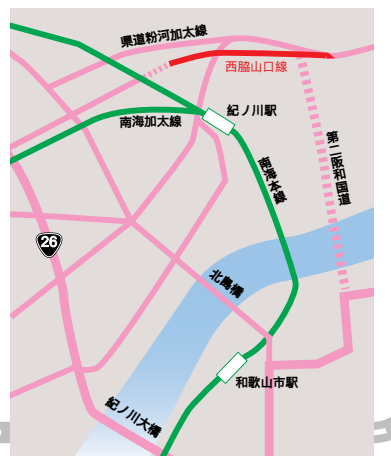 県道粉河加太線
西脇山口線
紀ノ川駅
南海加太線
南海本線
第二阪和国道
26
北島橋
和歌山市駅
紀ノ川大橋